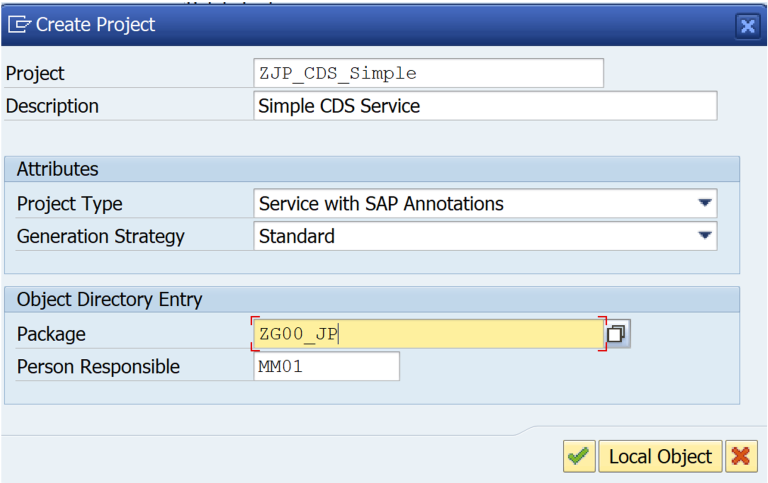 Create Project
Project ZJP_CDS_Simple
Description Simple CDS Service
Attributes
Project Type Service with SAP Annotations
Generation Strategy Standard
Object Directory Entry
Package ZG00_JP
Person Responsible MM01
Local Object